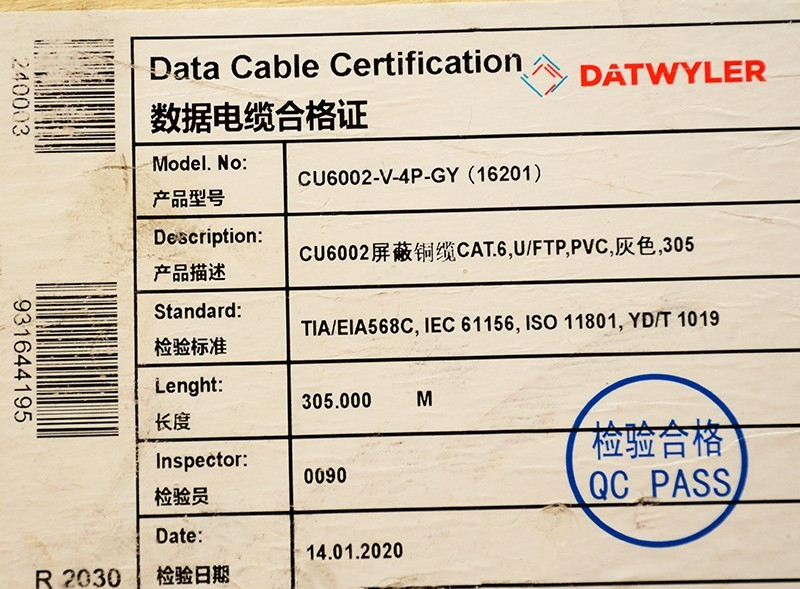 Data Cable Certification
DATWYLER
数据电缆合格证
Model. No:
产品型号
CU6002-V-4P-GY（16201）
Description:
产品描述
CU6002屏蔽铜缆CAT.6,U/FTP,PVC,灰色,305
Standard:
检验标准
TIA/EIA568C, IEC 61156, ISO 11801, YD/T 1019
Lenght:
长度
305.000 M
Inspector:
检验员
0090
Date:
检验日期
14.01.2020
检验合格
QC PASS
240003
931644195
R 2030